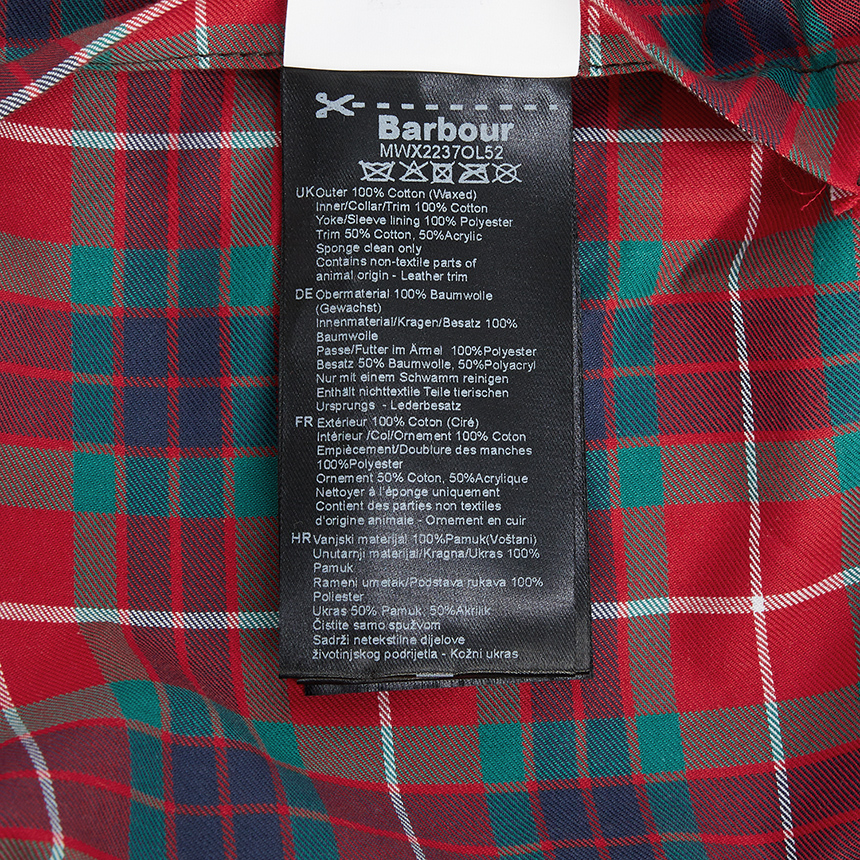 Barbour
MWX2237OL52
UK Outer 100% Cotton (Waxed)
Inner/Collar/Trim 100% Cotton
Yoke/Sleeve lining 100% Polyester
Trim 50% Cotton, 50%Acrylic
Sponge clean only
Contains non-textile parts of
animal origin - Leather trim
DE Obermaterial 100% Baumwolle
(Gewachst)
Innenmaterial/Kragen/Besatz 100%
Baumwolle
Passe/Futter im Ärmel 100%Polyester
Besatz 50% Baumwolle, 50%Polyacryl
Nur mit einem Schwamm reinigen
Enthält nichttextile Teile tierischen
Ursprungs - Lederbesatz
FR Extérieur 100% Coton (Ciré)
Intérieur /Col/Ornement 100% Coton
Empiècement/Doublure des manches
100%Polyester
Ornement 50% Coton, 50%Acrylique
Nettoyer à l'éponge uniquement
Contient des parties non textiles
d'origine animale - Ornement en cuir
HR Vanjski materijal 100%Pamuk(Voštani)
Unutarnji materijal/Kragna/Ukras 100%
Pamuk
Rameni umetak/Podstava rukava 100%
Poliester
Ukras 50% Pamuk, 50%Akrilik
Čistite samo spužvom
Sadrži netekstilne dijelove
životinjskog podrijetla - Kožni ukras